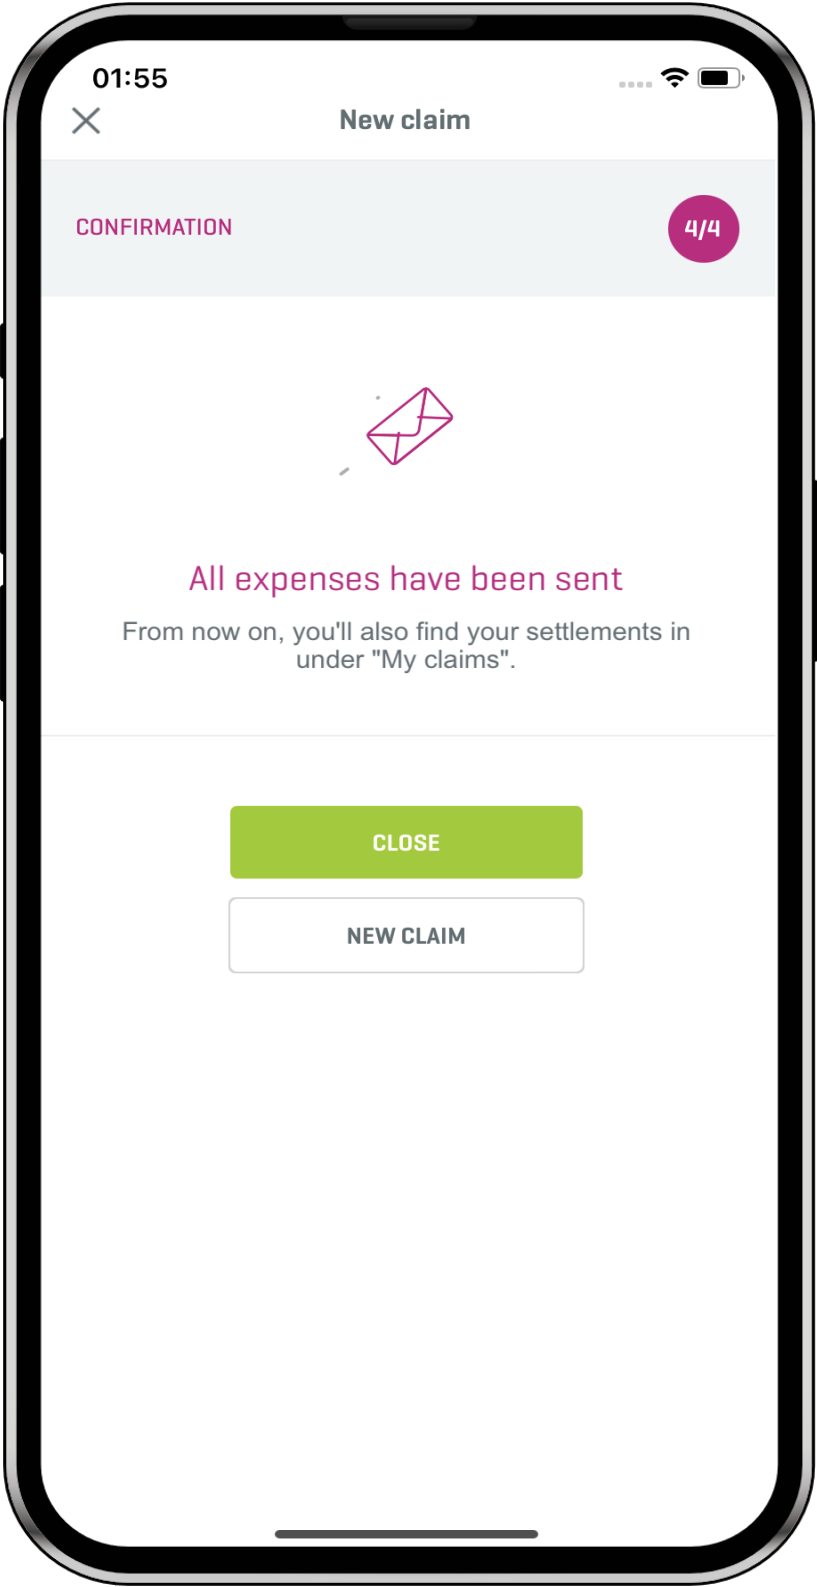 01:55
New claim
CONFIRMATION
4/4
All expenses have been sent
From now on, you'll also find your settlements in
under "My claims".
CLOSE
NEW CLAIM